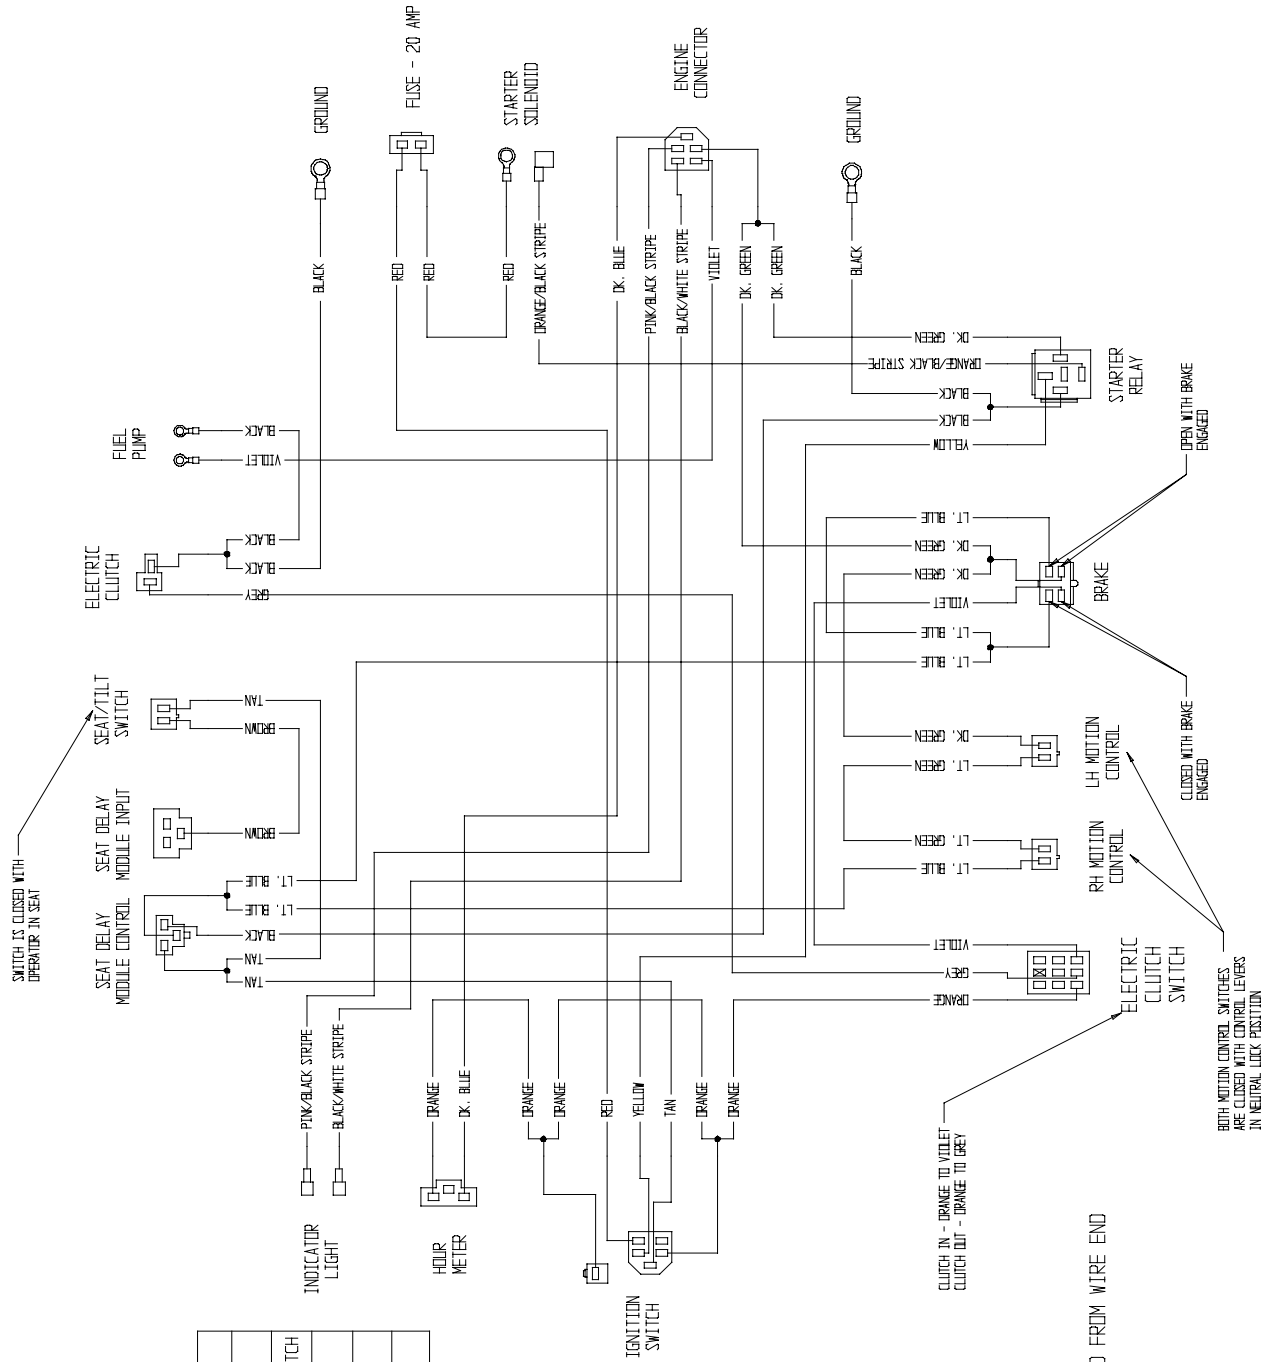 FUSE - 20 AMP
GROUND
STARTER
SOLENOID
ENGINE
CONNECTOR
GROUND
BLACK
RED
RED
RED
ORANGE/BLACK STRIPE
DK. BLUE
PINK/BLACK STRIPE
BLACK/WHITE STRIPE
VIOLET
DK. GREEN
DK. GREEN
BLACK
DK. GREEN
ORANGE/BLACK STRIPE
BLACK
BLACK
YELLOW
STARTER
RELAY
FUEL
PUMP
BLACK
VIOLET
OPEN WITH BRAKE
ENGAGED
ELECTRIC
CLUTCH
BLACK
BLACK
GREY
LT. BLUE
DK. GREEN
DK. GREEN
VIOLET
LT. BLUE
LT. BLUE
BRAKE
SEAT/TILT
SWITCH
TAN
BROWN
DK. GREEN
LT. GREEN
LH MOTION
CONTROL
CLOSED WITH BRAKE
ENGAGED
SEAT DELAY
MODULE INPUT
BROWN
LT. GREEN
LT. BLUE
RH MOTION
CONTROL
SWITCH IS CLOSED WITH
OPERATOR IN SEAT
SEAT DELAY
MODULE CONTROL
LT. BLUE
LT. BLUE
BLACK
TAN
TAN
VIOLET
GREY
ORANGE
ELECTRIC
CLUTCH
SWITCH
BOTH MOTION CONTROL SWITCHES
ARE CLOSED WITH CONTROL LEVERS
IN NEUTRAL LOCK POSITION
PINK/BLACK STRIPE
BLACK/WHITE STRIPE
ORANGE
DK. BLUE
ORANGE
ORANGE
RED
YELLOW
TAN
ORANGE
ORANGE
INDICATOR
LIGHT
HOUR
METER
IGNITION
SWITCH
CLUTCH IN - ORANGE TO VIOLET
CLUTCH OUT - ORANGE TO GREY
FROM WIRE END
TCH